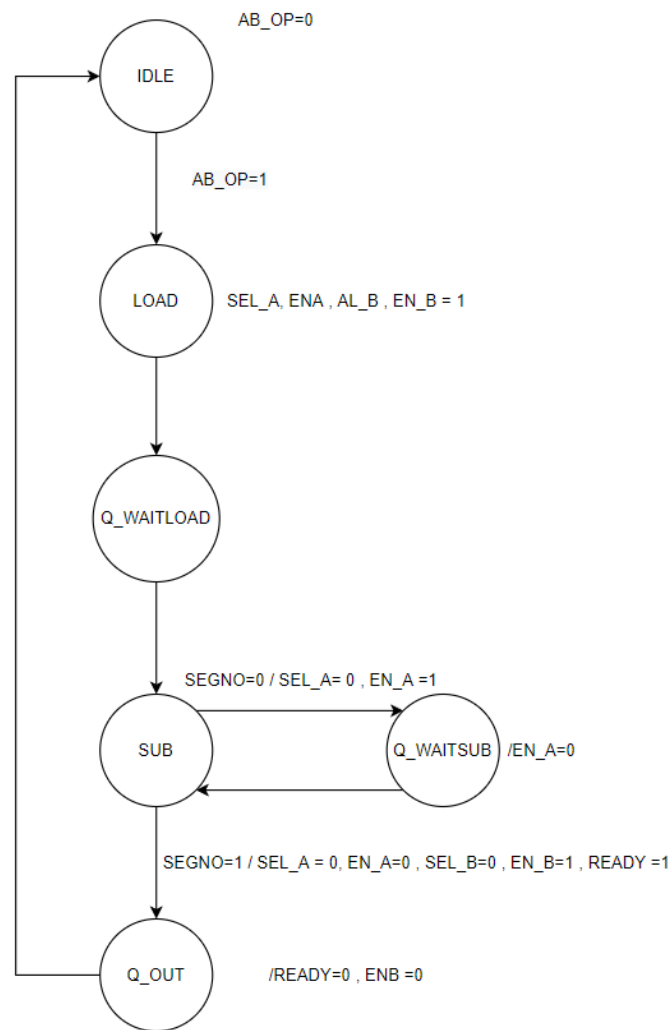 AB_OP=0
IDLE
AB_OP=1
LOAD
SEL_A, ENA , AL_B , EN_B = 1
Q_WAITLOAD
SEGNO=0 / SEL_A= 0 , EN_A =1
SUB
Q_WAITSUB
/EN_A=0
SEGNO=1 / SEL_A = 0, EN_A=0 , SEL_B=0 , EN_B=1 , READY =1
Q_OUT
/READY=0 , ENB =0